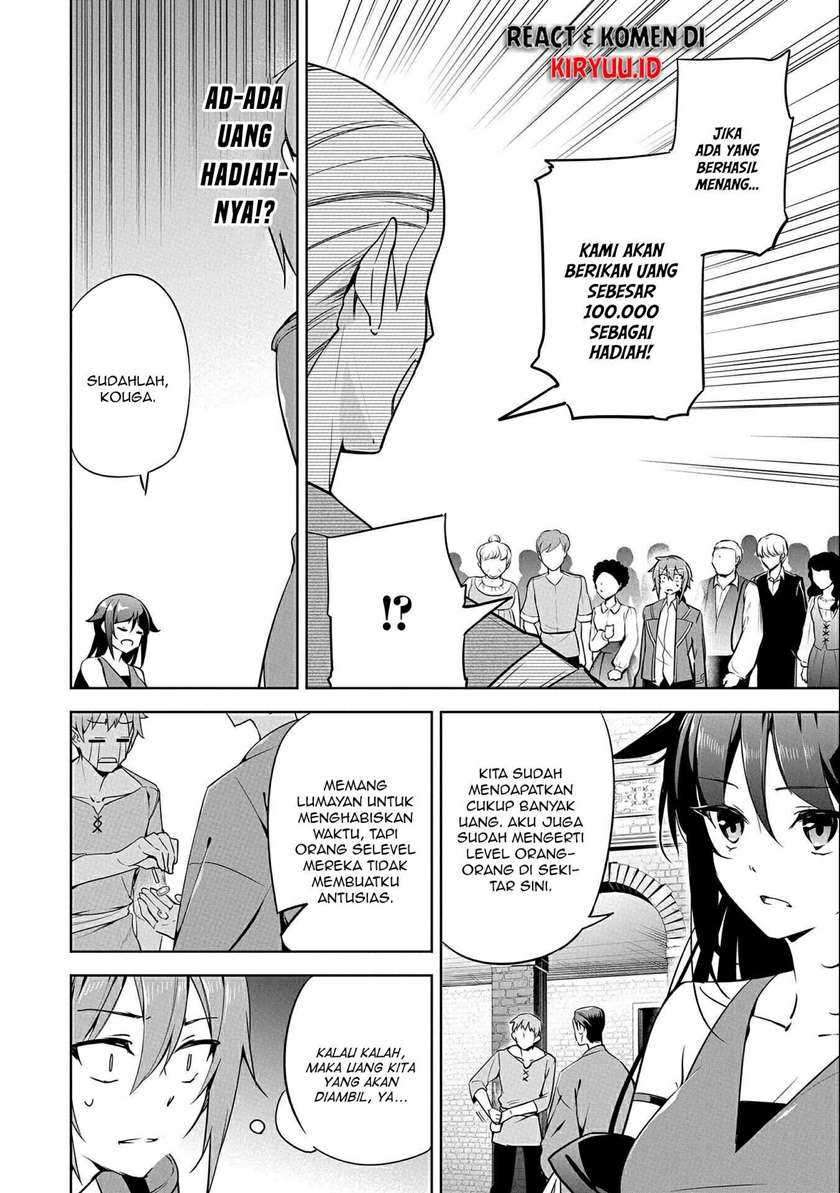 REACT & KOMEN DI
KIRYUU.ID
JIKA
ADA YANG
BERHASIL
MENANG...
KAMI AKAN
BERIKAN UANG
SEBESAR
100.000
SEBAGAI
HADIAH!
!?
AD-ADA
UANG
HADIAH-
NYA!?
SUDAHLAH,
KOUGA.
KITA SUDAH
MENDAPATKAN
CUKUP BANYAK
UANG. AKU JUGA
SUDAH MENGERTI
LEVEL ORANG-
ORANG DI SEKI-
TAR SINI.
MEMANG
LUMAYAN UNTUK
MENGHABISKAN
WAKTU, TAPI
ORANG SELEVEL
MEREKA TIDAK
MEMBUATKU
ANTUSIAS.
KALAU KALAH,
MAKA UANG KITA
YANG AKAN
DIAMBIL, YA...